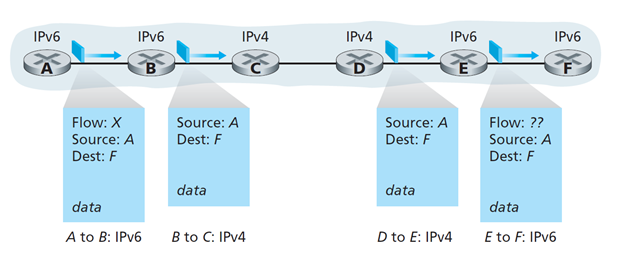 IPv6 IPv6 IPv4 IPv4 IPv6 IPv6
A B C D E F
Flow: X
Source: A
Dest: F
data
Source: A
Dest: F
data
Source: A
Dest: F
data
Flow: ??
Source: A
Dest: F
data
A to B: IPv6 B to C: IPv4 D to E: IPv4 E to F: IPv6